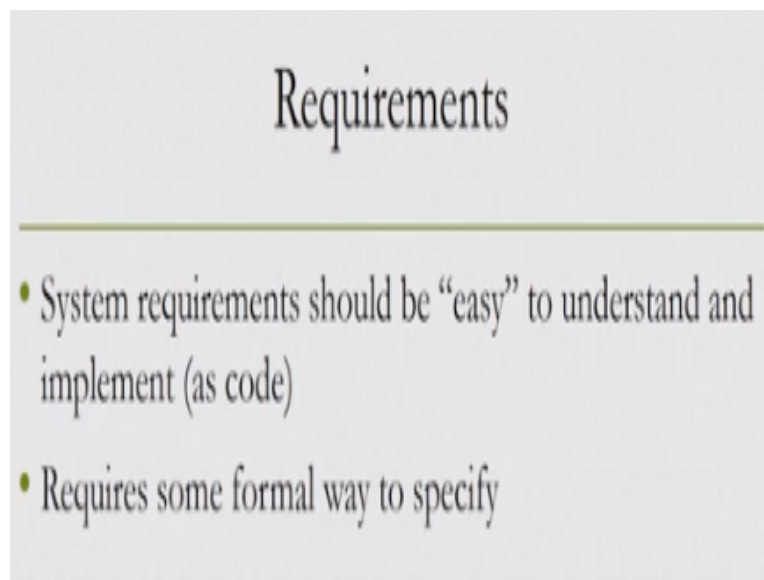 Requirements
• System requirements should be “easy” to understand and
implement (as code)
• Requires some formal way to specify